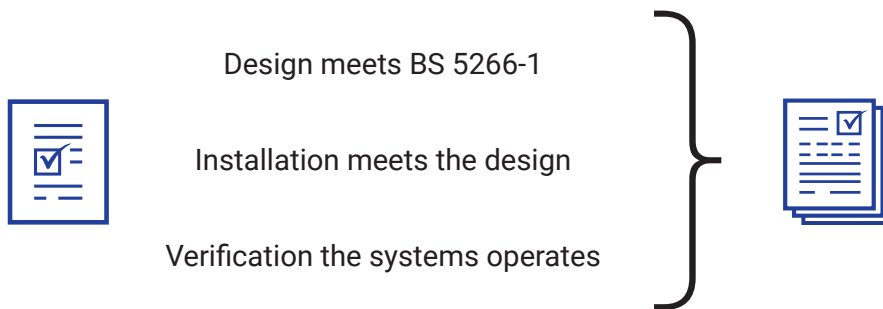 Design meets BS 5266-1
Installation meets the design
Verification the systems operates